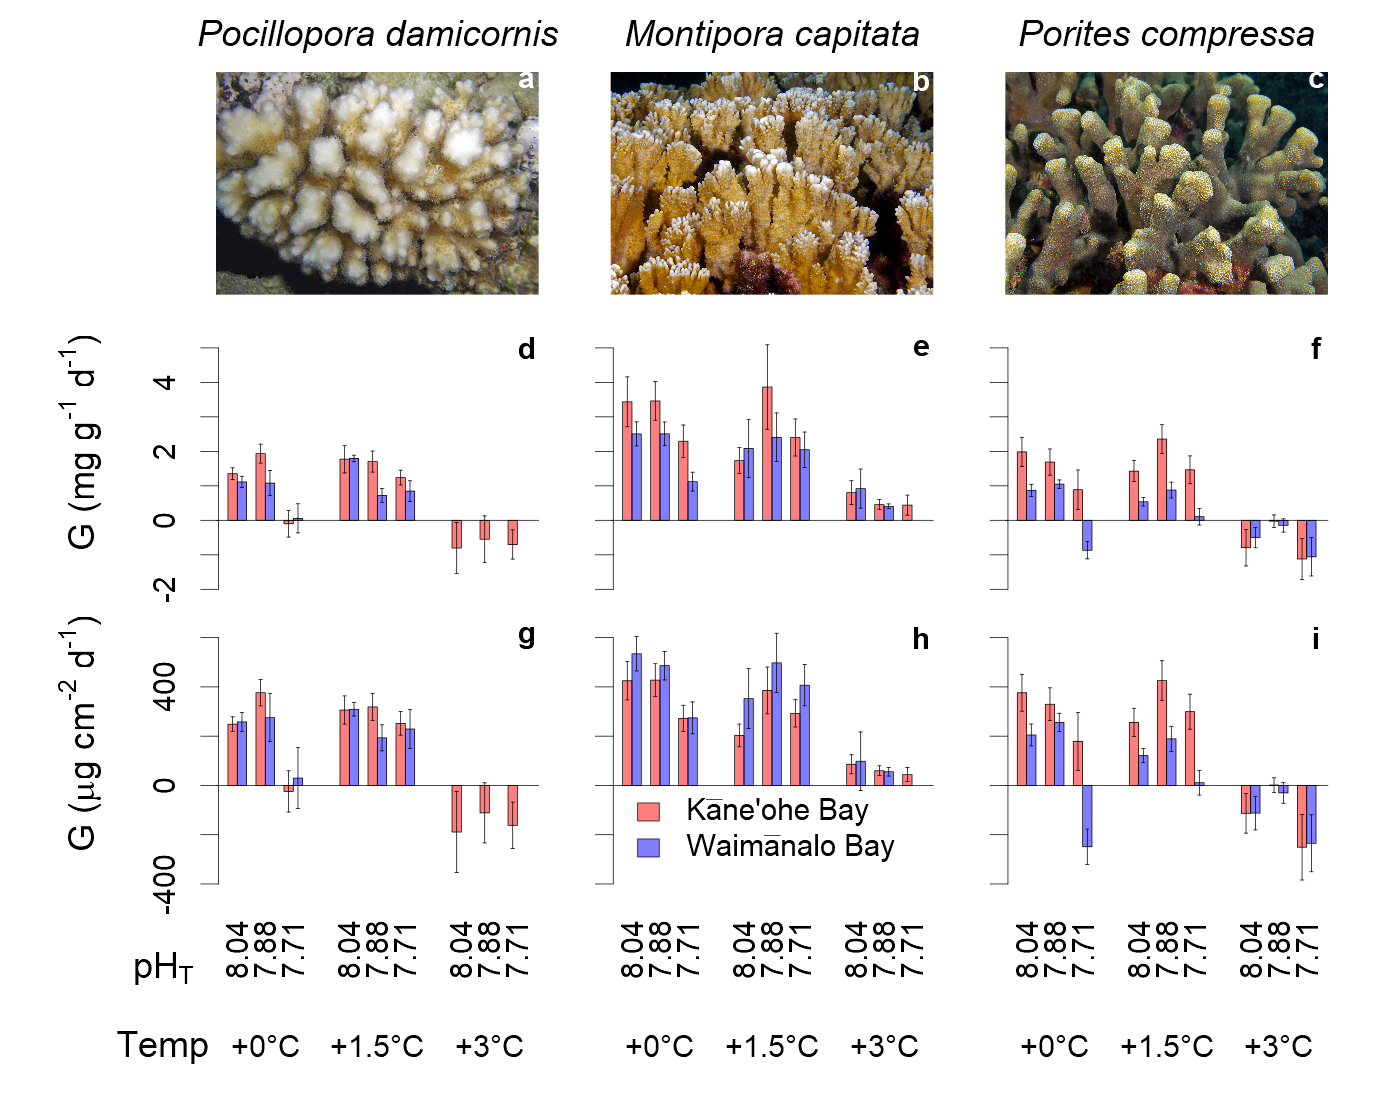 Pocillopora damicornis Montipora capitata Porites compressa
a b c
d e f
G (mg g-1 d-1)
4
2
0
-2
g h i
G (µg cm-2 d-1)
400
0
-400
Kāne'ohe Bay
Waimānalo Bay
pHT 8.04 7.88 7.71 8.04 7.88 7.71 8.04 7.88 7.71 8.04 7.88 7.71 8.04 7.88 7.71 8.04 7.88 7.71 8.04 7.88 7.71 8.04 7.88 7.71 8.04 7.88 7.71
Temp +0°C +1.5°C +3°C +0°C +1.5°C +3°C +0°C +1.5°C +3°C